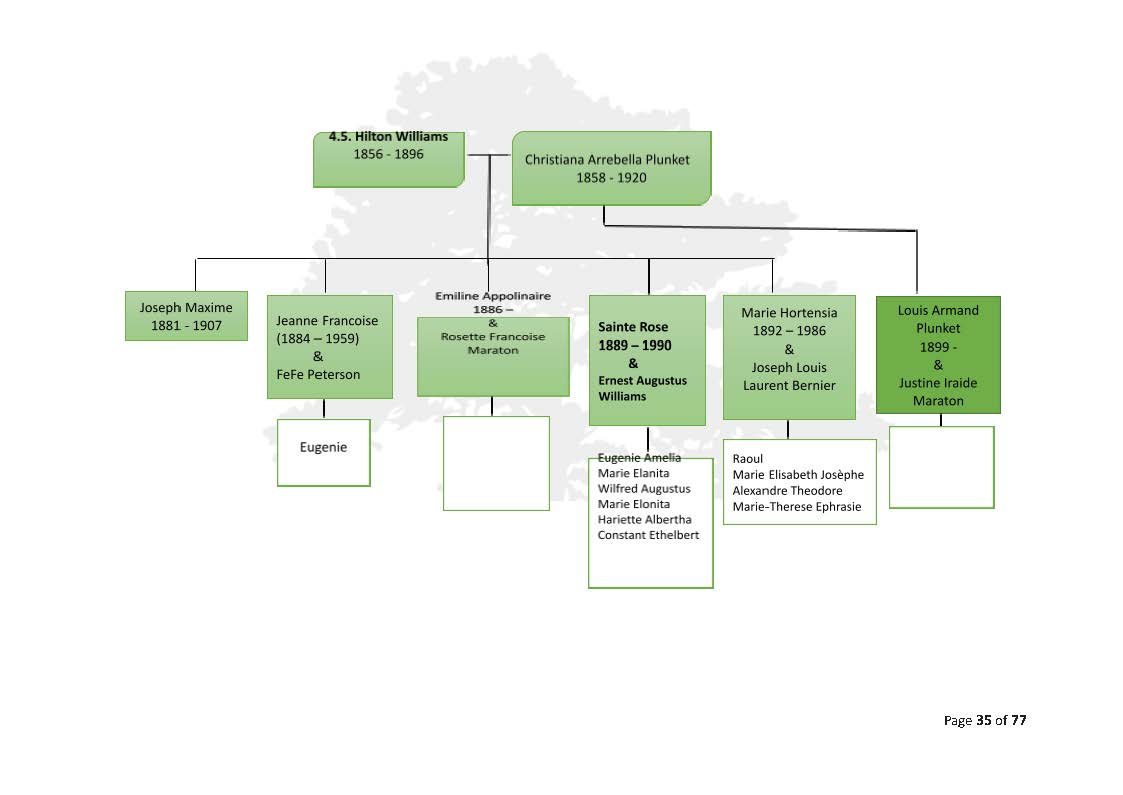 4.5. Hilton Williams
1856 - 1896
Christiana Arrebella Plunket
1858 - 1920
Joseph Maxime
1881 - 1907
Jeanne Francoise
(1884 – 1959)
&
FeFe Peterson
Emiline Appolinaire
1886 –
&
Rosette Francoise
Maraton
Sainte Rose
1889 – 1990
&
Ernest Augustus
Williams
Marie Hortensia
1892 – 1986
&
Joseph Louis
Laurent Bernier
Louis Armand
Plunket
1899 -
&
Justine Iraide
Maraton
Eugenie
Eugenie Amelia
Marie Elanita
Wilfred Augustus
Marie Elonita
Hariette Albertha
Constant Ethelbert
Raoul
Marie Elisabeth Josèphe
Alexandre Theodore
Marie-Therese Ephrasie
Page 35 of 77